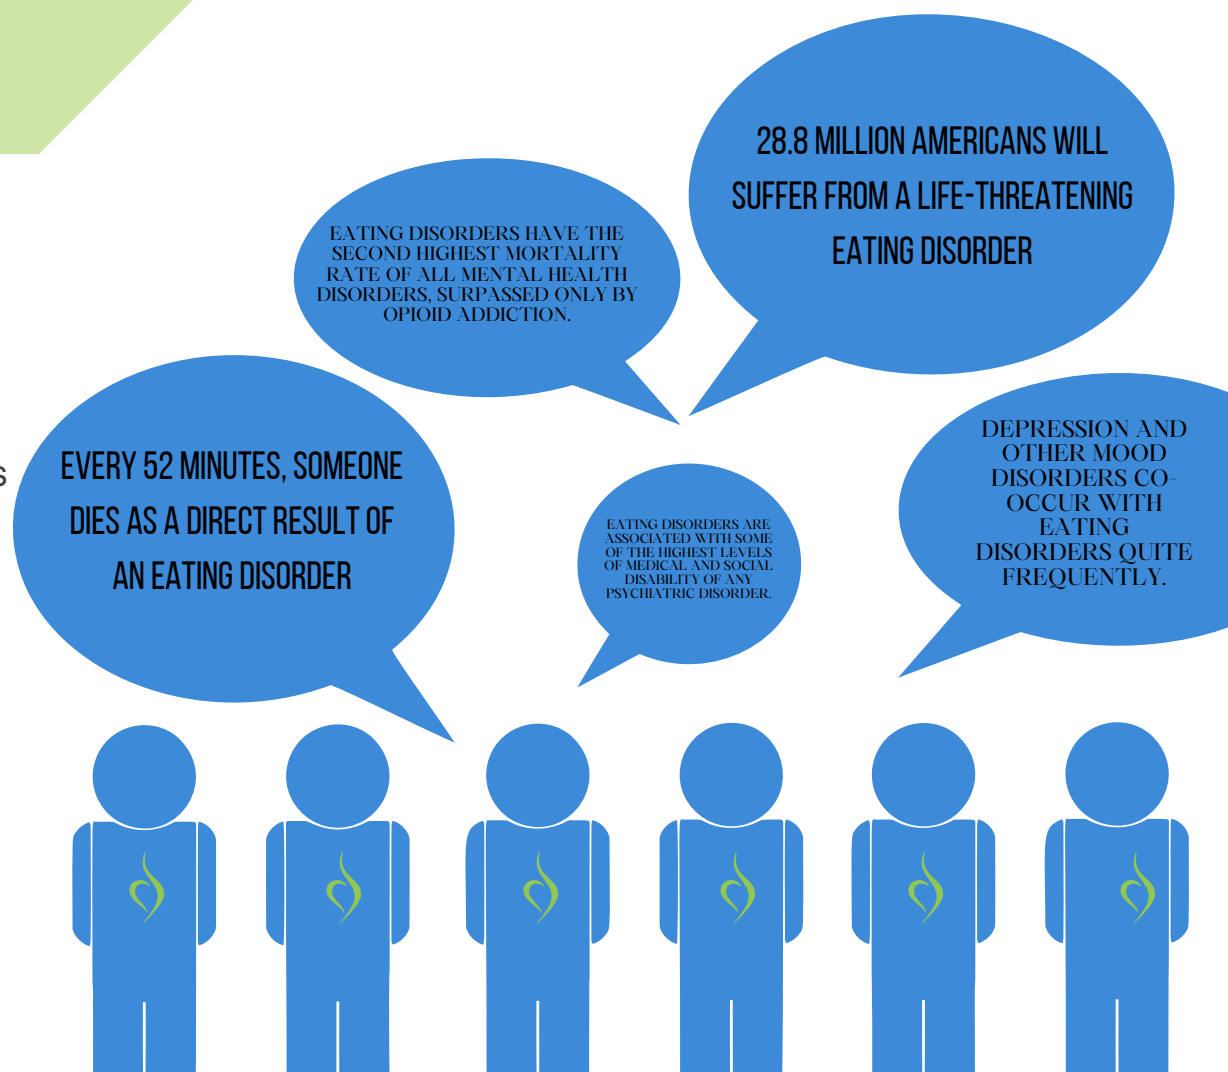 28.8 MILLION AMERICANS WILL
SUFFER FROM A LIFE-THREATENING
EATING DISORDER
EATING DISORDERS HAVE THE
SECOND HIGHEST MORTALITY
RATE OF ALL MENTAL HEALTH
DISORDERS, SURPASSED ONLY BY
OPIOID ADDICTION.
EVERY 52 MINUTES, SOMEONE
DIES AS A DIRECT RESULT OF
AN EATING DISORDER
EATING DISORDERS ARE
ASSOCIATED WITH SOME
OF THE HIGHEST LEVELS
OF MEDICAL AND SOCIAL
DISABILITY OF ANY
PSYCHIATRIC DISORDER.
DEPRESSION AND
OTHER MOOD
DISORDERS CO-
OCCUR WITH
EATING
DISORDERS QUITE
FREQUENTLY.